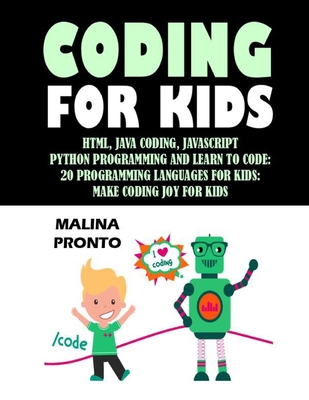 CODING
FOR KIDS
HTML, JAVA CODING, JAVASCRIPT
PYTHON PROGRAMMING AND LEARN TO CODE:
20 PROGRAMMING LANGUAGES FOR KIDS:
MAKE CODING JOY FOR KIDS
MALINA
PRONTO
I ❤
coding
/code